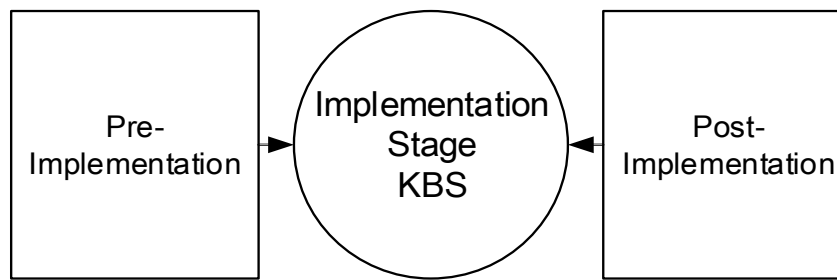 Pre-
Implementation
Implementation
Stage
KBS
Post-
Implementation